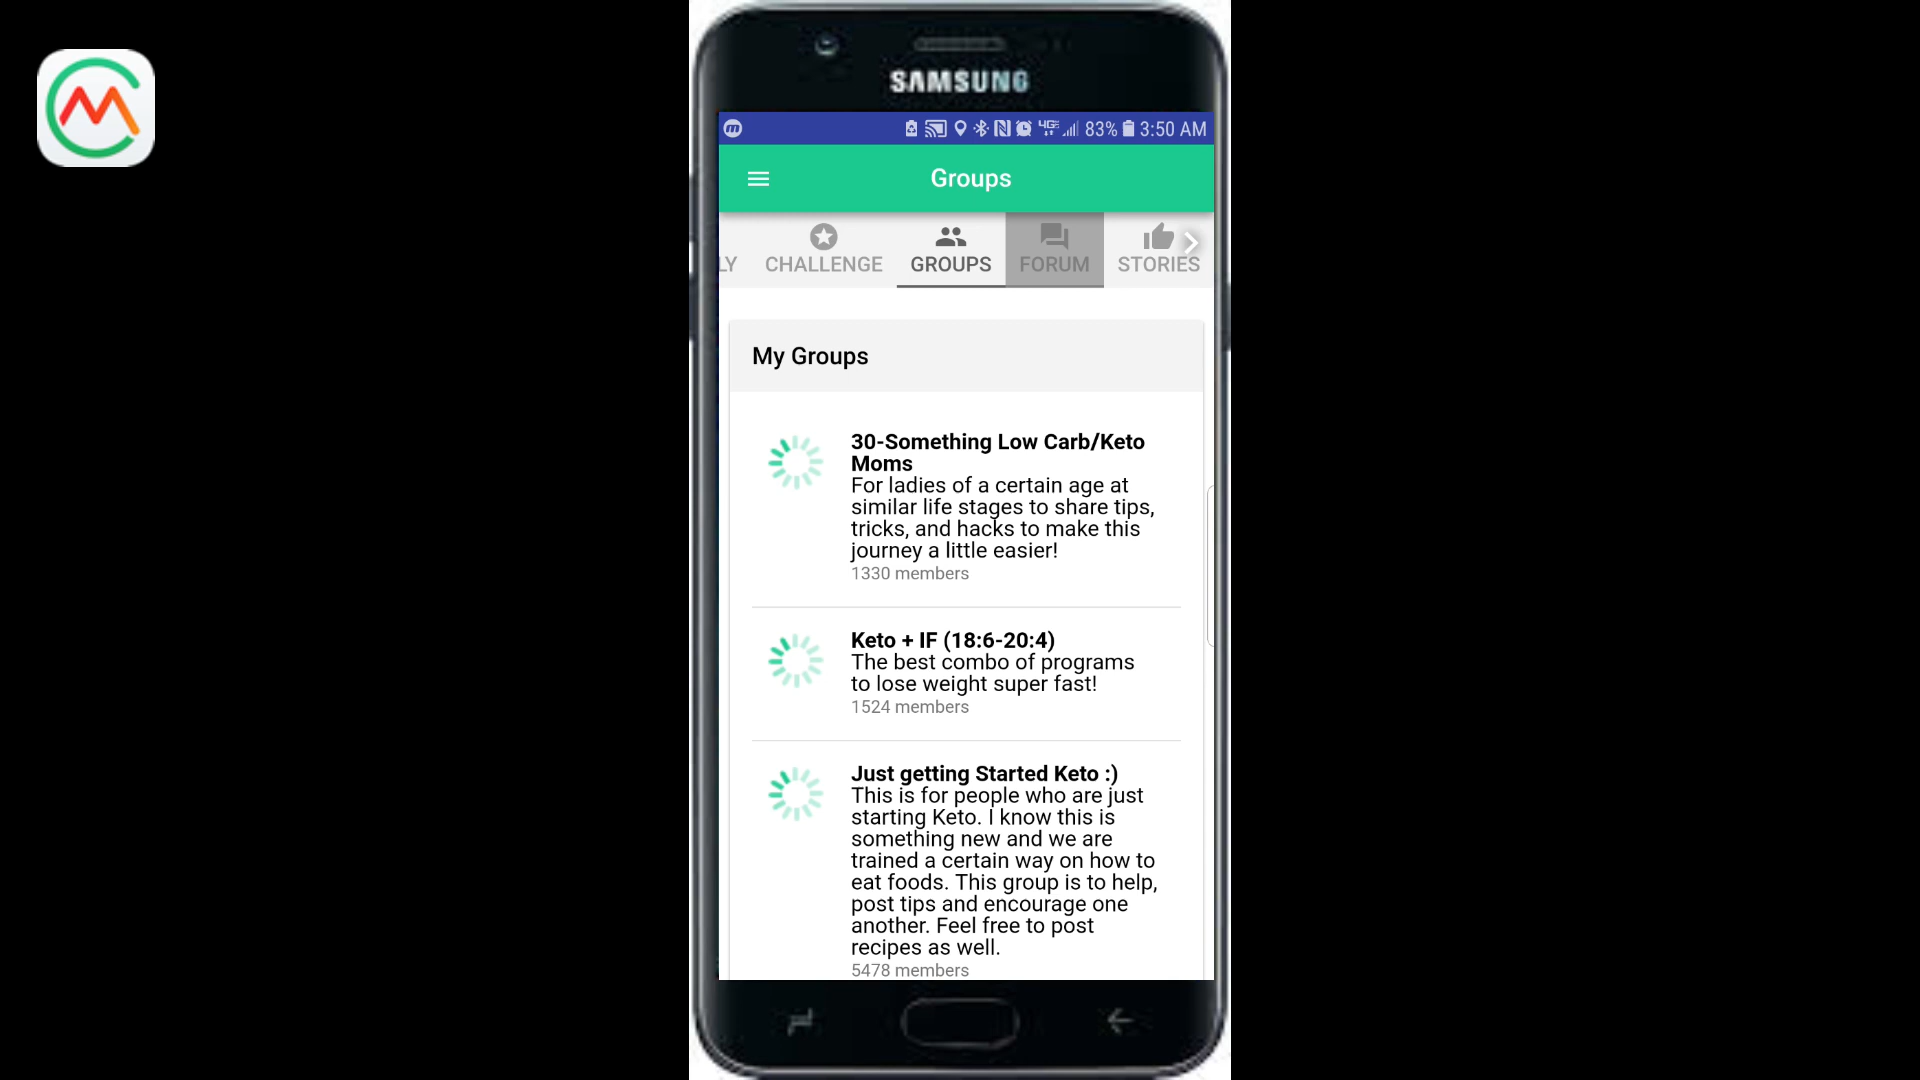 SAMSUNG
83% 3:50 AM
Groups
LY CHALLENGE GROUPS FORUM STORIES
My Groups
30-Something Low Carb/Keto
Moms
For ladies of a certain age at
similar life stages to share tips,
tricks, and hacks to make this
journey a little easier!
1330 members
Keto + IF (18:6-20:4)
The best combo of programs
to lose weight super fast!
1524 members
Just getting Started Keto :)
This is for people who are just
starting Keto. I know this is
something new and we are
trained a certain way on how to
eat foods. This group is to help,
post tips and encourage one
another. Feel free to post
recipes as well.
5478 members